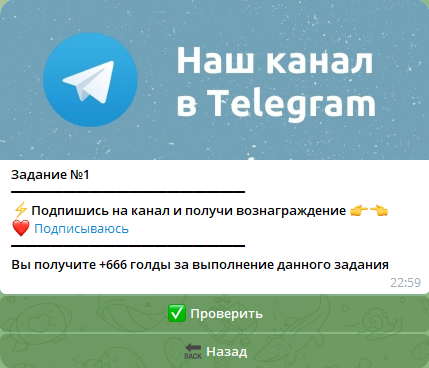 Наш канал
в Telegram
Задание №1
⚡Подпишись на канал и получи вознаграждение 👉👈
❤️ Подписываюсь
Вы получите +666 голды за выполнение данного задания
22:59
✅ Проверить
🔙 Назад